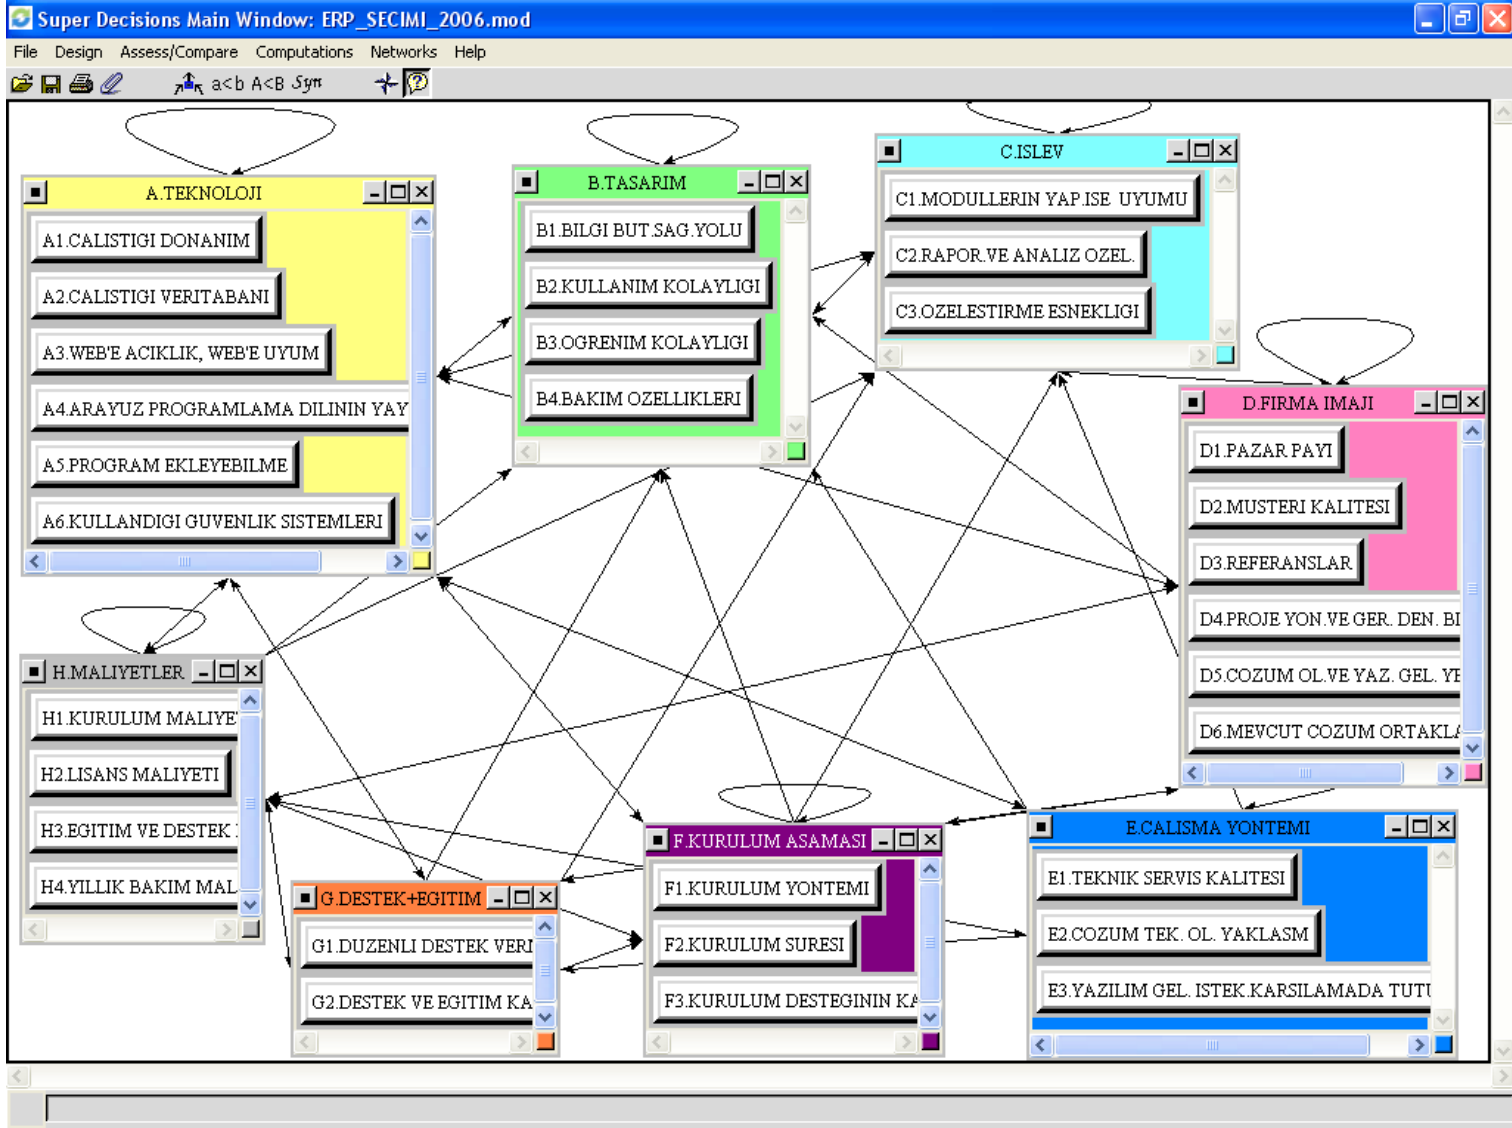 Super Decisions Main Window: ERP_SECIMI_2006.mod
File Design Assess/Compare Computations Networks Help
a<b A<B Syn
A.TEKNOLOJI
A1.CALISTIGI DONANIM
A2.CALISTIGI VERITABANI
A3.WEB'E ACIKLIK, WEB'E UYUM
A4.ARAYUZ PROGRAMLAMA DILININ YAY
A5.PROGRAM EKLEYEBILME
A6.KULLANDIGI GUVENLIK SISTEMLERI
B.TASARIM
B1.BILGI BUT.SAG.YOLU
B2.KULLANIM KOLAYLIGI
B3.OGRENIM KOLAYLIGI
B4.BAKIM OZELLIKLERI
C.ISLEV
C1.MODULLERIN YAP.ISE UYUMU
C2.RAPOR.VE ANALIZ OZEL.
C3.OZELESTIRME ESNEKLIGI
D.FIRMA IMAJI
D1.PAZAR PAYI
D2.MUSTERI KALITESI
D3.REFERANSLAR
D4.PROJE YON.VE GER. DEN. BI
D5.COZUM OL.VE YAZ. GEL. YE
D6.MEVCUT COZUM ORTAKLA
H.MALIYETLER
H1.KURULUM MALIYE
H2.LISANS MALIYETI
H3.EGITIM VE DESTEK
H4.YILLIK BAKIM MAL
G.DESTEK+EGITIM
G1.DUZENLI DESTEK VERI
G2.DESTEK VE EGITIM KA
F.KURULUM ASAMASI
F1.KURULUM YONTEMI
F2.KURULUM SURESI
F3.KURULUM DESTEGININ KA
E.CALISMA YONTEMI
E1.TEKNIK SERVIS KALITESI
E2.COZUM TEK. OL. YAKLASM
E3.YAZILIM GEL. ISTEK.KARSILAMADA TUTU